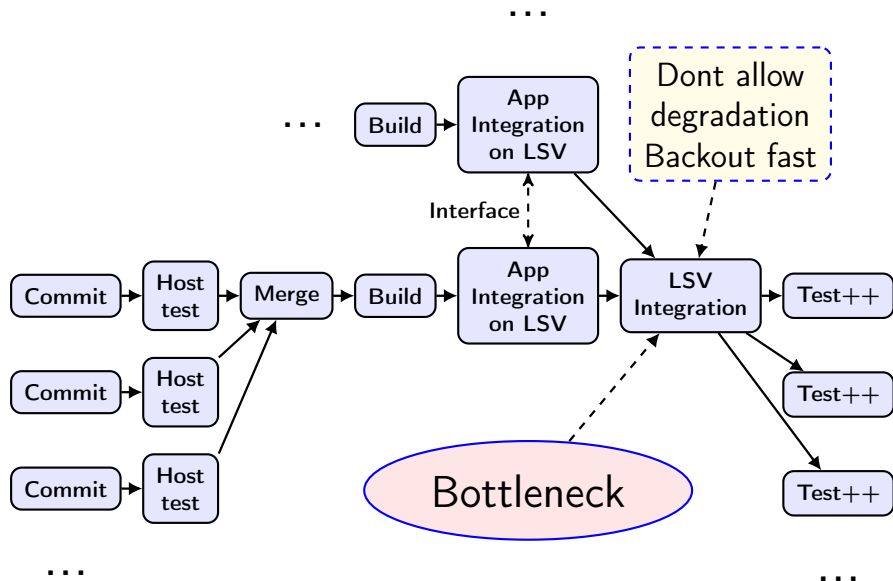 ...
App
Integration
on LSV
Dont allow
degradation
Backout fast
...
Build
Interface
Commit
Host
test
Merge
Build
App
Integration
on LSV
LSV
Integration
Test++
Commit
Host
test
Test++
Commit
Host
test
Bottleneck
Test++
...
...